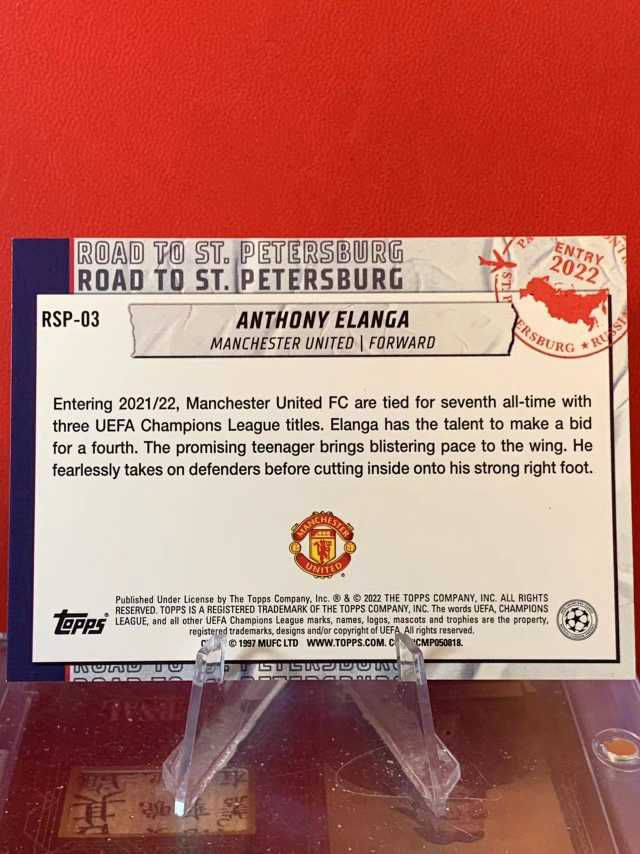 ROAD TO ST. PETERSBURG
ROAD TO ST. PETERSBURG
ENTRY
2022
RSP-03
ANTHONY ELANGA
MANCHESTER UNITED | FORWARD
Entering 2021/22, Manchester United FC are tied for seventh all-time with
three UEFA Champions League titles. Elanga has the talent to make a bid
for a fourth. The promising teenager brings blistering pace to the wing. He
fearlessly takes on defenders before cutting inside onto his strong right foot.
MANCHESTER
UNITED
Topps
Published Under License by The Topps Company, Inc. ® & © 2022 THE TOPPS COMPANY, INC. ALL RIGHTS
RESERVED. TOPPS IS A REGISTERED TRADEMARK OF THE TOPPS COMPANY, INC. The words UEFA, CHAMPIONS
LEAGUE, and all other UEFA Champions League marks, names, logos, mascots and trophies are the property,
registered trademarks, designs and/or copyright of UEFA. All rights reserved.
© 1997 MUFC LTD WWW.TOPPS.COM.
ROAD TO ST. PETERSBURG